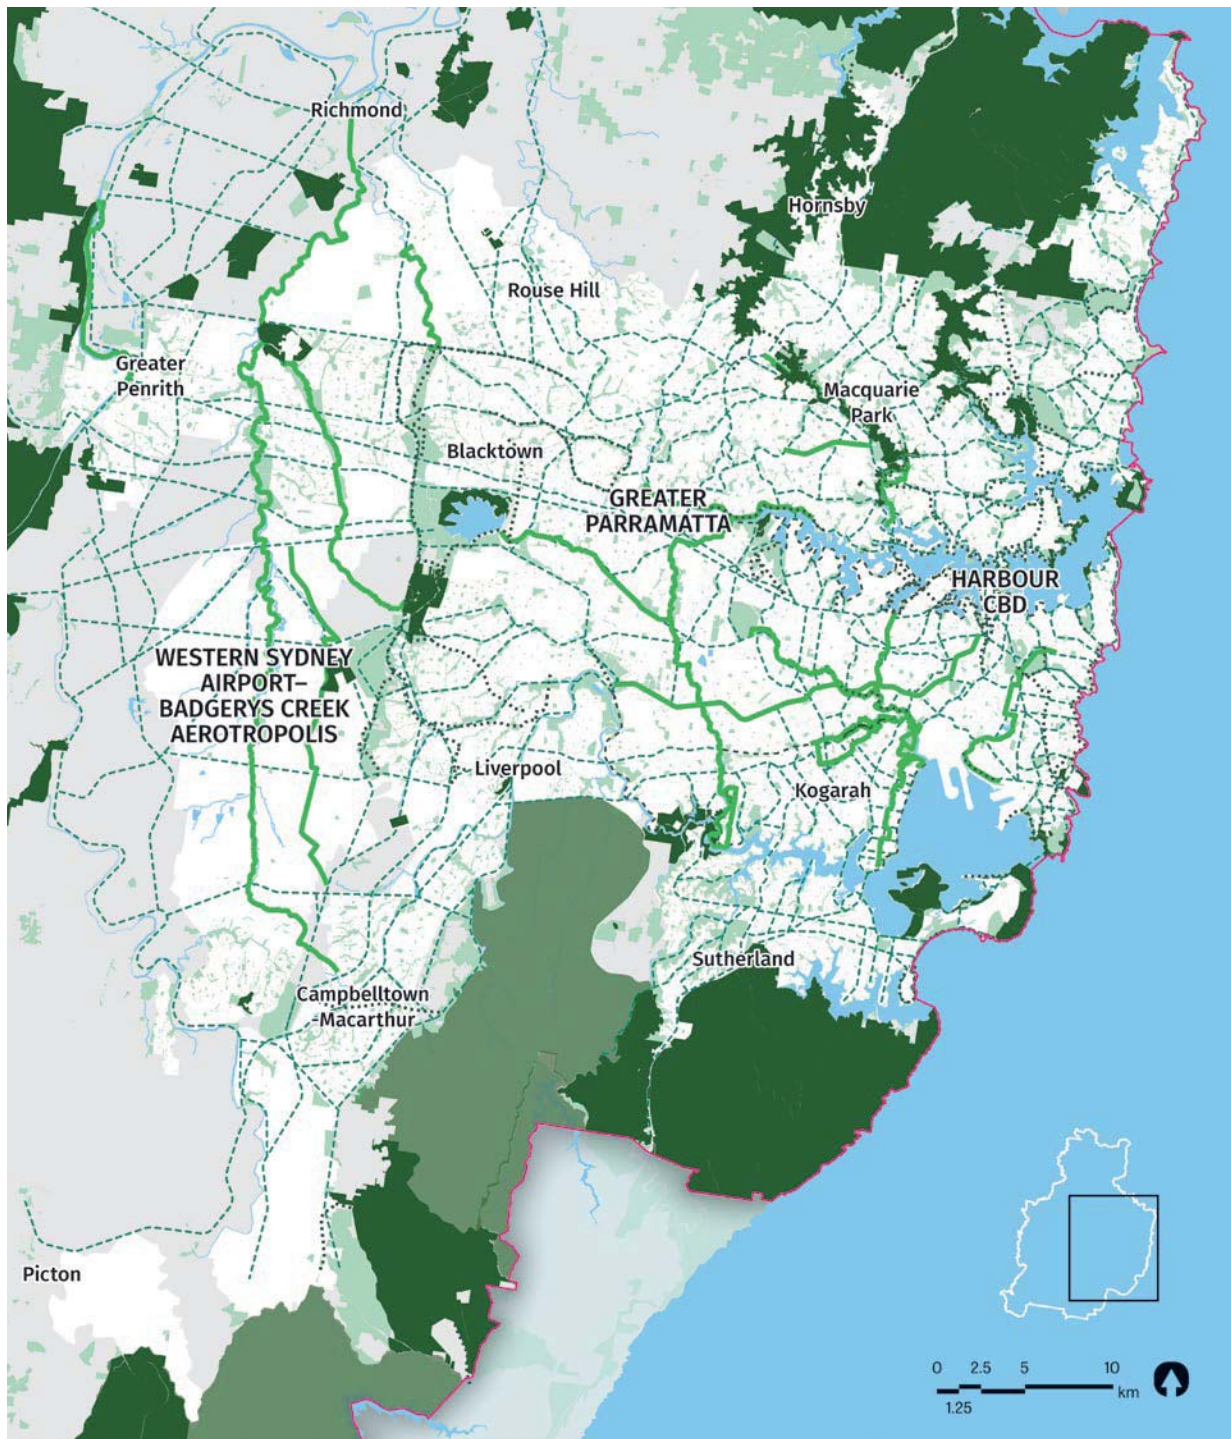 Richmond
Hornsby
Rouse Hill
Greater
Penrith
Macquarie
Park
Blacktown
GREATER
PARRAMATTA
HARBOUR
CBD
WESTERN SYDNEY
AIRPORT–
BADGERYS CREEK
AEROTROPOLIS
Liverpool
Kogarah
Sutherland
Campbelltown
-Macarthur
Picton
0 2.5 5 10
km
1.25